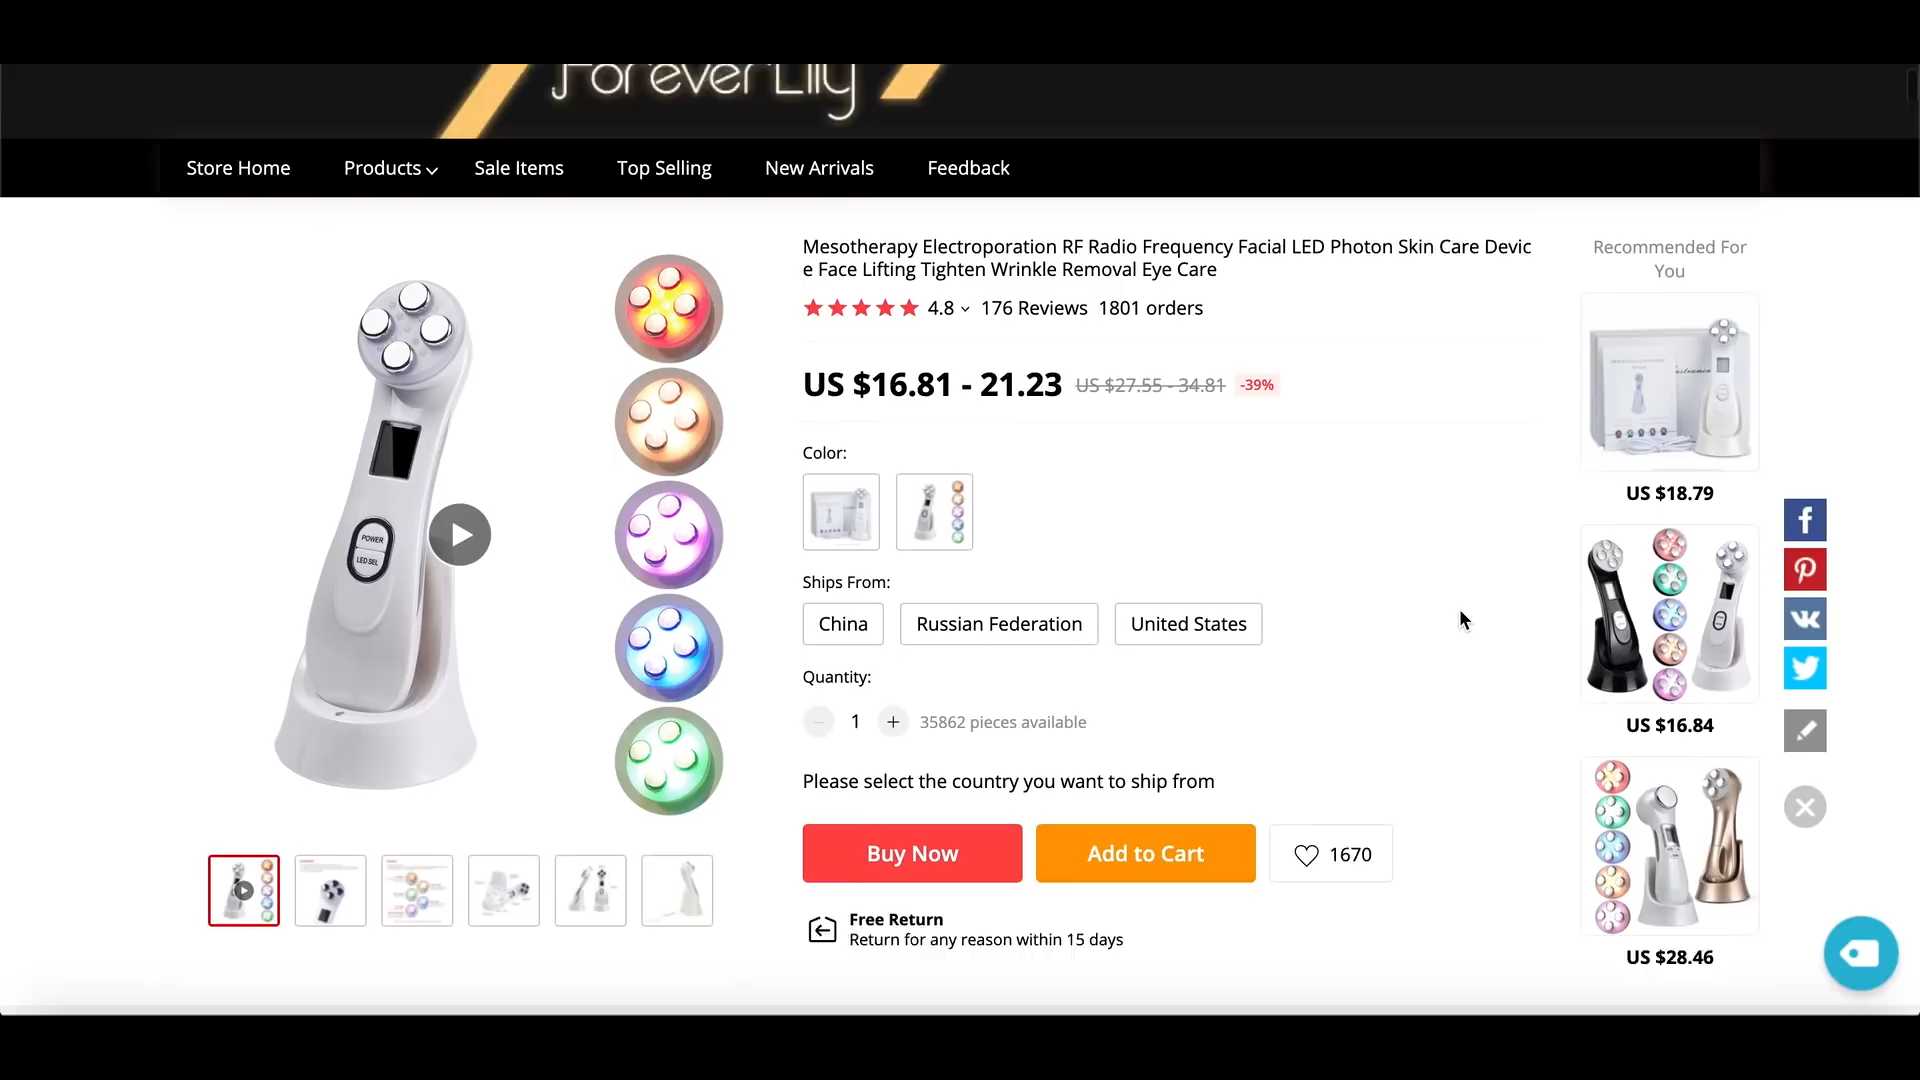 ForeverLily
Store Home
Products
Sale Items
Top Selling
New Arrivals
Feedback
Mesotherapy Electroporation RF Radio Frequency Facial LED Photon Skin Care Devic
e Face Lifting Tighten Wrinkle Removal Eye Care
4.8
176 Reviews
1801 orders
US $16.81 - 21.23
US $27.55 - 34.81
-39%
Color:
Ships From:
China
Russian Federation
United States
Quantity:
1
35862 pieces available
Please select the country you want to ship from
Buy Now
Add to Cart
1670
Free Return
Return for any reason within 15 days
POWER
LED SEL
Recommended For
You
US $18.79
US $16.84
US $28.46